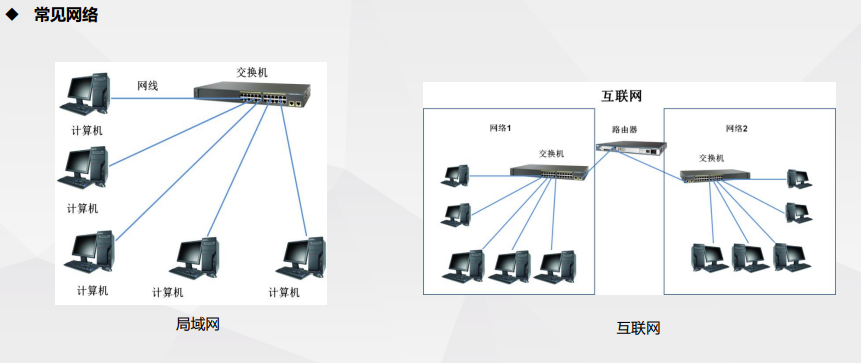 常见网络
交换机
网线
计算机
计算机
计算机
计算机
计算机
局域网
互联网
网络1
路由器
网络2
交换机
交换机
互联网